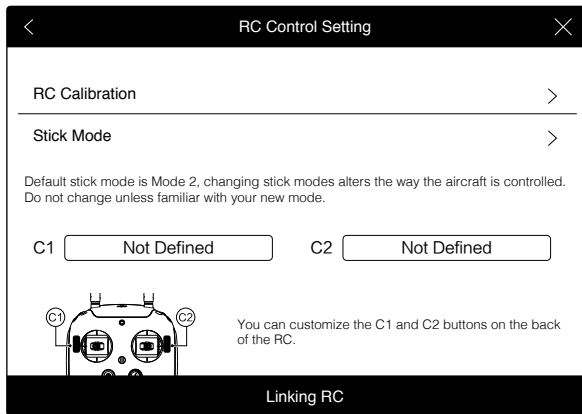 RC Control Setting
RC Calibration
Stick Mode
Default stick mode is Mode 2, changing stick modes alters the way the aircraft is controlled.
Do not change unless familiar with your new mode.
C1 Not Defined C2 Not Defined
C1 C2
You can customize the C1 and C2 buttons on the back
of the RC.
Linking RC